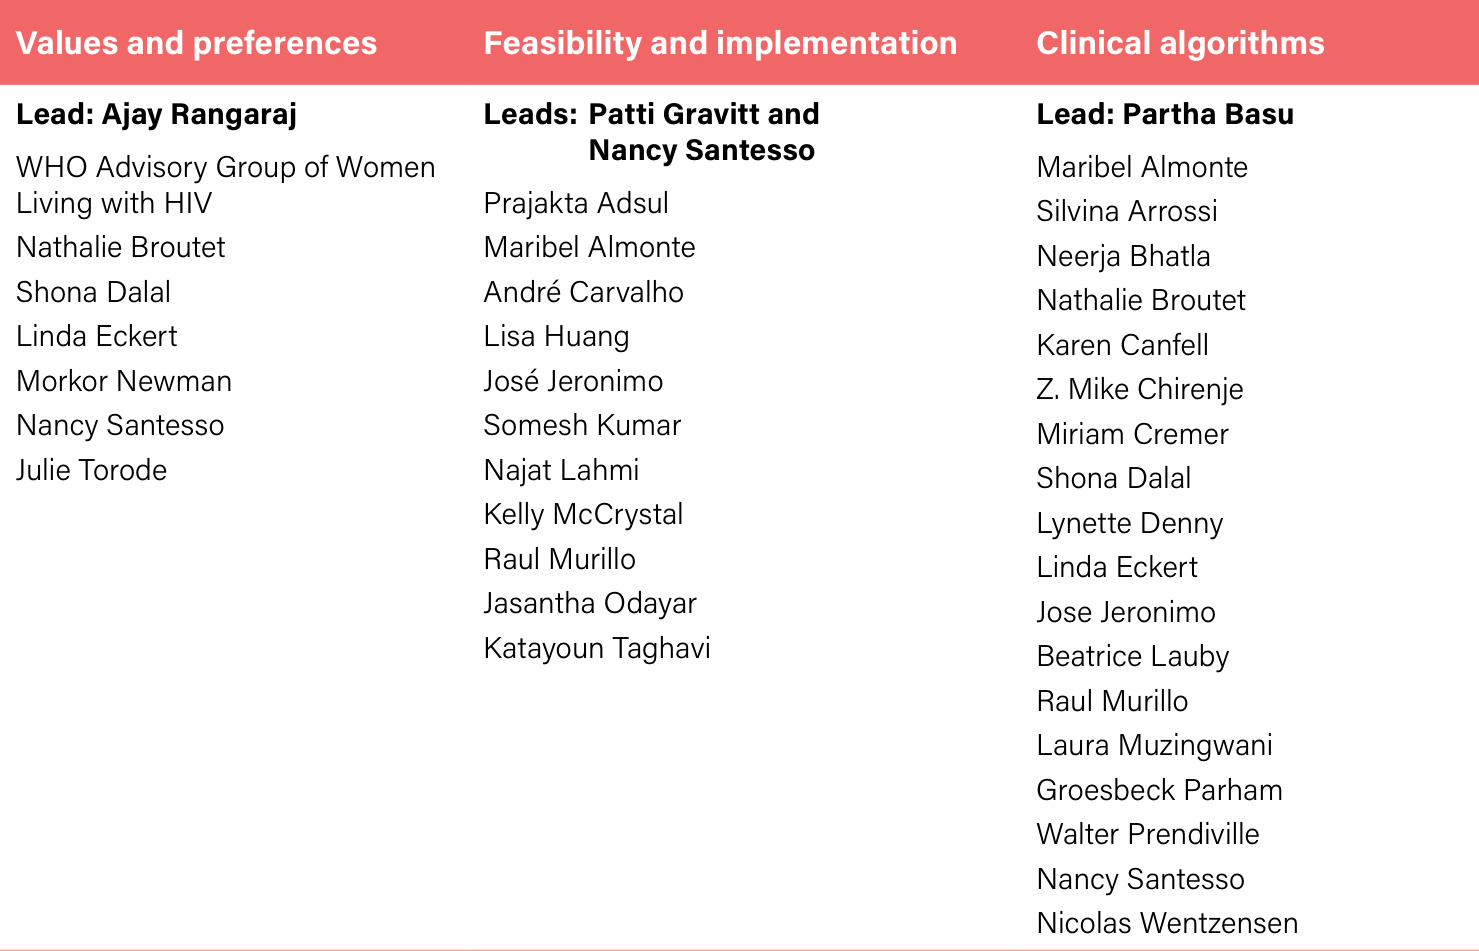 Values and preferences
Lead: Ajay Rangaraj
WHO Advisory Group of Women
Living with HIV
Nathalie Broutet
Shona Dalal
Linda Eckert
Morkor Newman
Nancy Santesso
Julie Torode
Feasibility and implementation
Leads: Patti Gravitt and
Nancy Santesso
Prajakta Adsul
Maribel Almonte
André Carvalho
Lisa Huang
José Jeronimo
Somesh Kumar
Najat Lahmi
Kelly McCrystal
Raul Murillo
Jasantha Odayar
Katayoun Taghavi
Clinical algorithms
Lead: Partha Basu
Maribel Almonte
Silvina Arrossi
Neerja Bhatla
Nathalie Broutet
Karen Canfell
Z. Mike Chirenje
Miriam Cremer
Shona Dalal
Lynette Denny
Linda Eckert
Jose Jeronimo
Beatrice Lauby
Raul Murillo
Laura Muzingwani
Groesbeck Parham
Walter Prendiville
Nancy Santesso
Nicolas Wentzensen